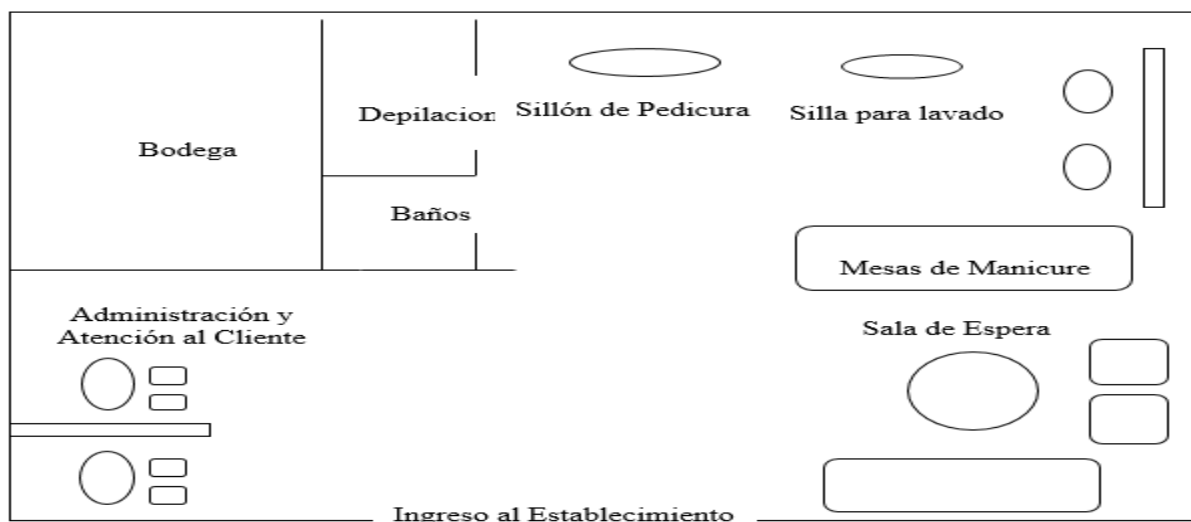 Depilacion
Sillón de Pedicura
Silla para lavado
Bodega
Baños
Mesas de Manicure
Administración y
Atención al Cliente
Sala de Espera
Ingreso al Establecimiento